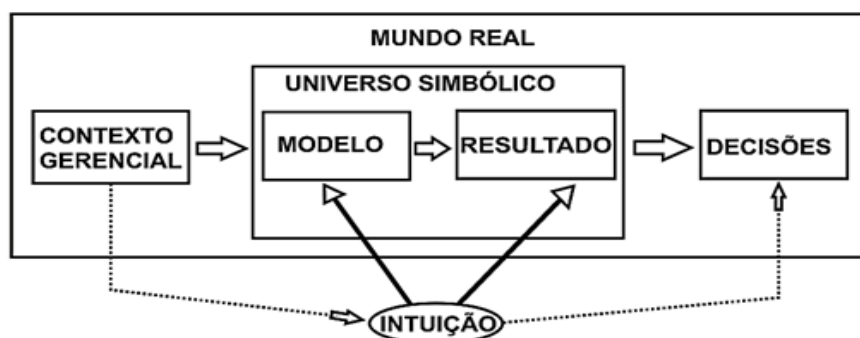 MUNDO REAL
UNIVERSO SIMBÓLICO
CONTEXTO
GERENCIAL
MODELO
RESULTADO
DECISÕES
INTUIÇÃO